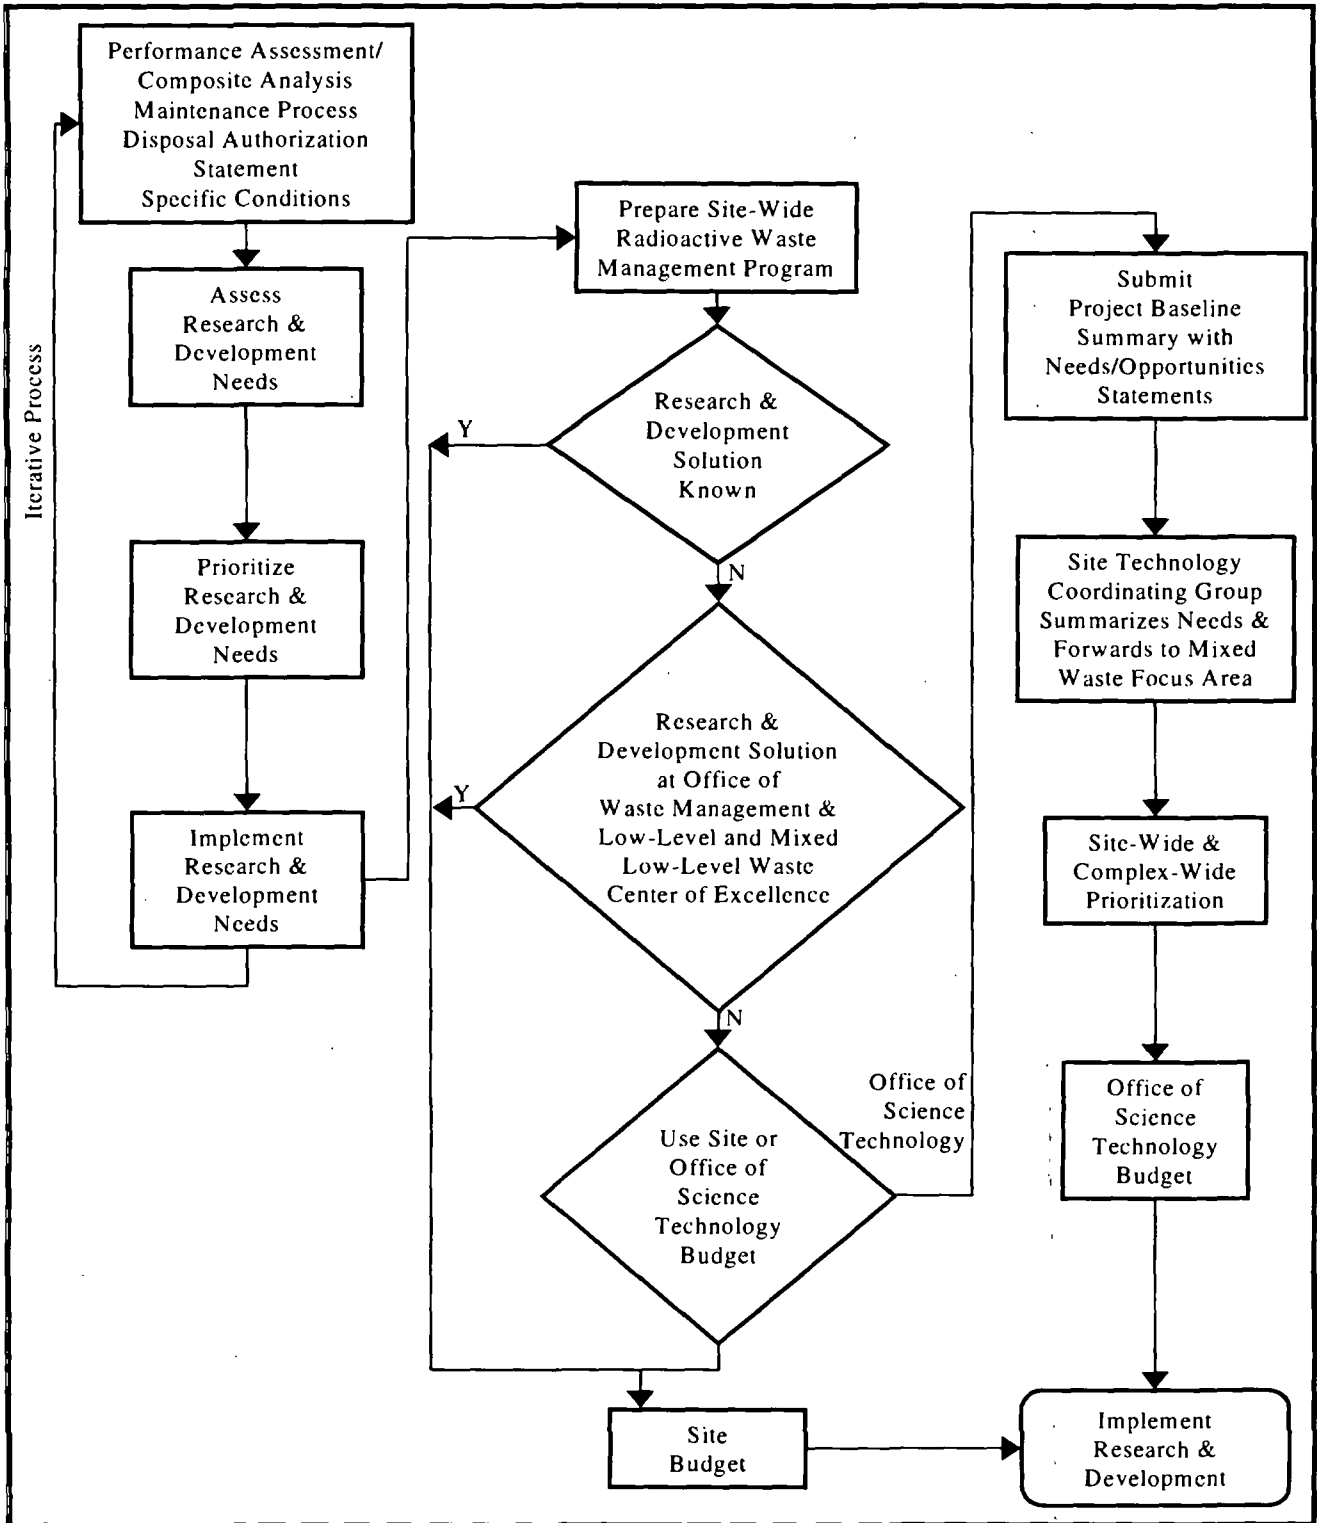 Performance Assessment/
Composite Analysis
Maintenance Process
Disposal Authorization
Statement
Specific Conditions
Iterative Process
Assess
Research &
Development
Needs
Prioritize
Research &
Development
Needs
Implement
Research &
Development
Needs
Prepare Site-Wide
Radioactive Waste
Management Program
Research &
Development
Solution
Known
Y
N
Research &
Development Solution
at Office of
Waste Management &
Low-Level and Mixed
Low-Level Waste
Center of Excellence
Y
N
Use Site or
Office of
Science
Technology
Budget
Office of
Science
Technology
Site
Budget
Submit
Project Baseline
Summary with
Needs/Opportunities
Statements
Site Technology
Coordinating Group
Summarizes Needs &
Forwards to Mixed
Waste Focus Area
Site-Wide &
Complex-Wide
Prioritization
Office of
Science
Technology
Budget
Implement
Research &
Development